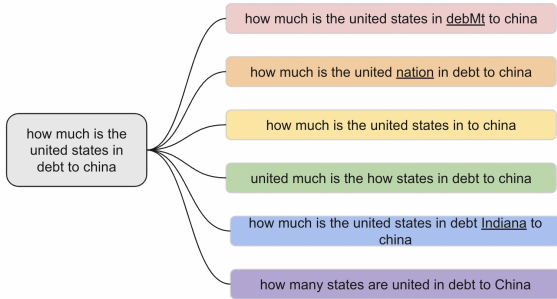 how much is the united states in debMt to china
how much is the united nation in debt to china
how much is the
united states in
debt to china
how much is the united states in to china
united much is the how states in debt to china
how much is the united states in debt Indiana to
china
how many states are united in debt to China